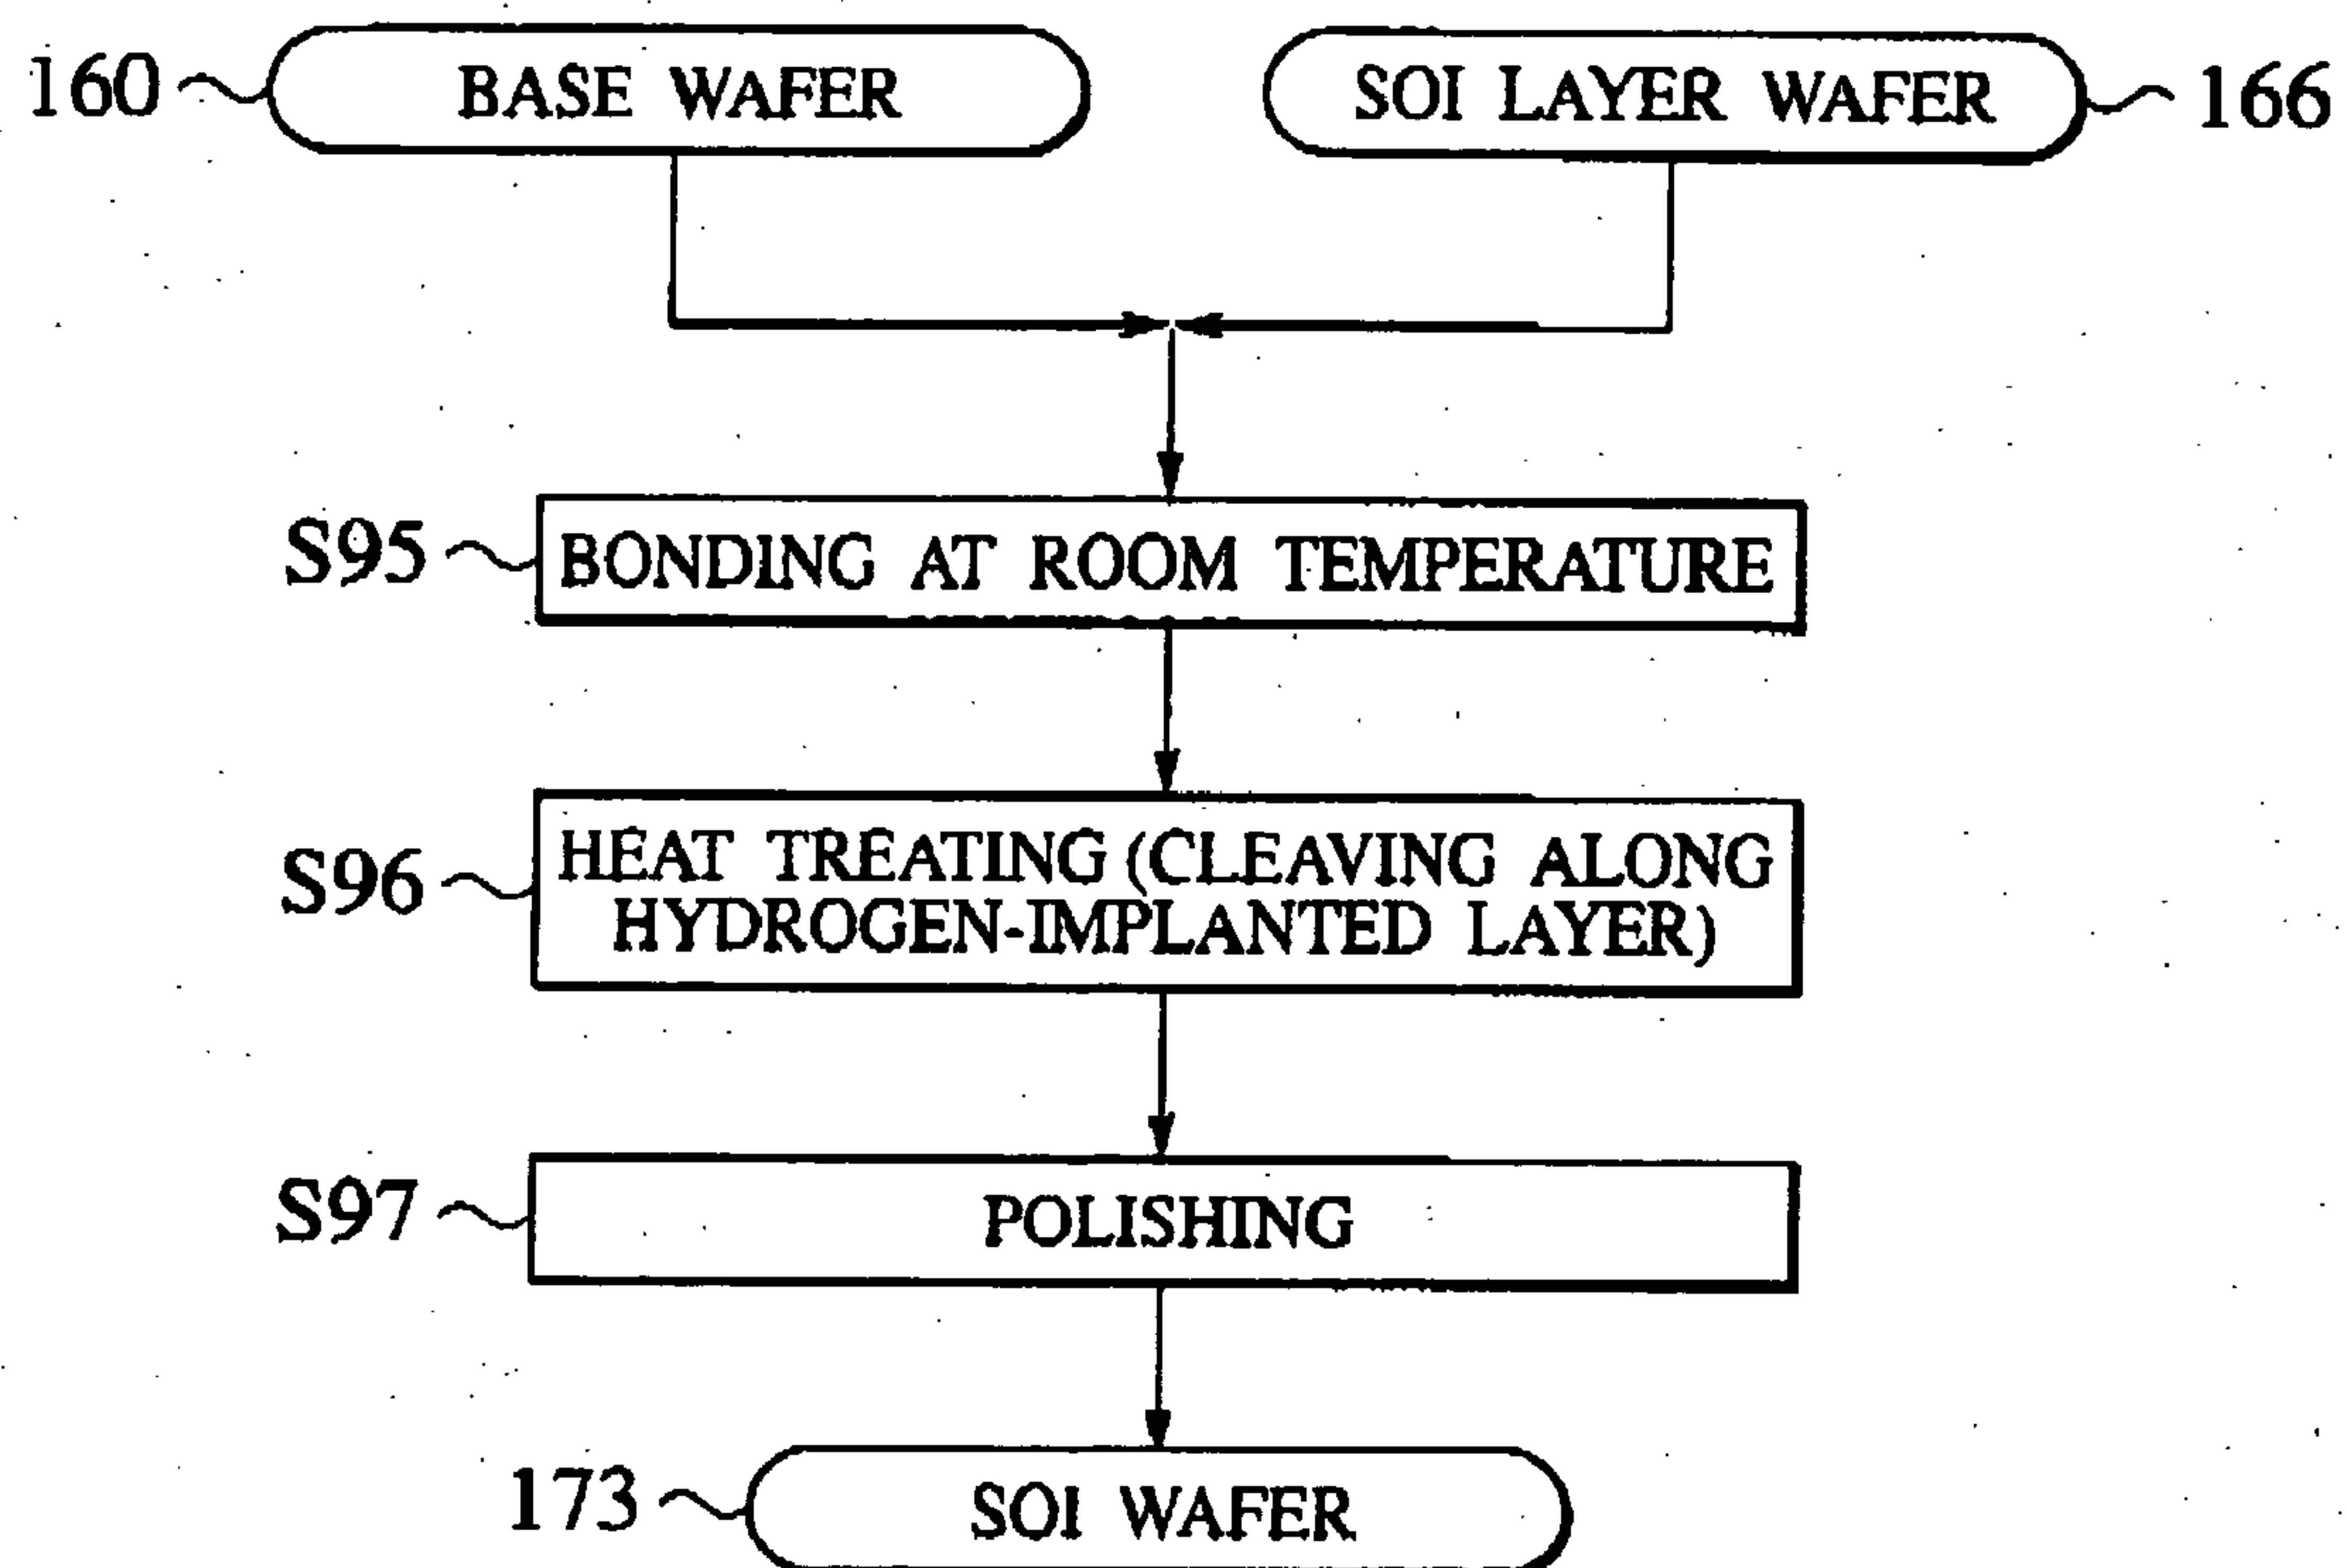 160 BASE WAFER
SOI LAYER WAFER 166
S95 BONDING AT ROOM TEMPERATURE
S96 HEAT TREATING (CLEAVING ALONG
HYDROGEN-IMPLANTED LAYER)
S97 POLISHING
173 SOI WAFER